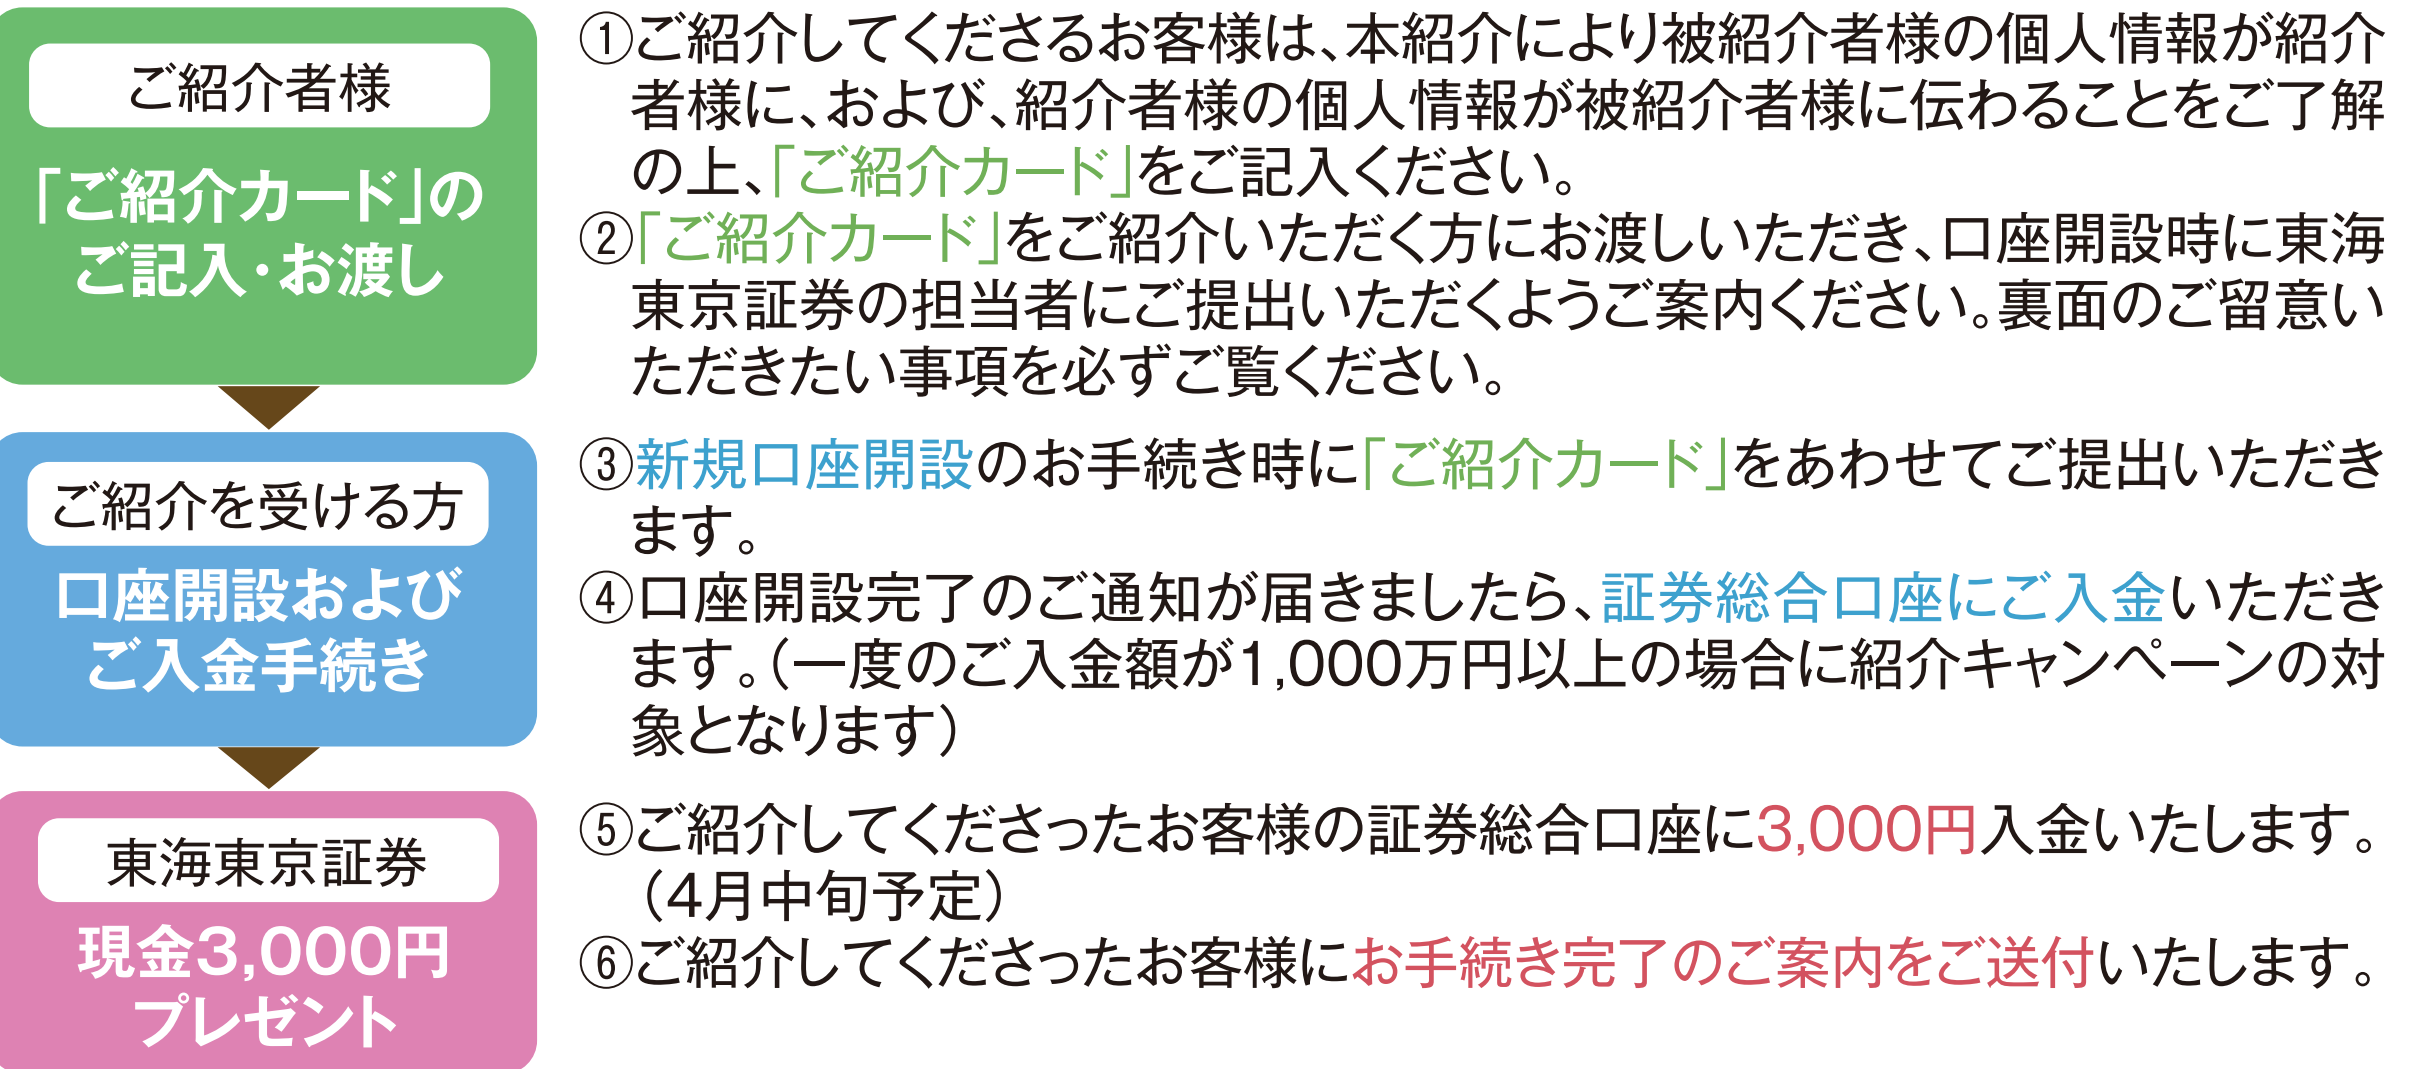 ご紹介者様
「ご紹介カード」の
ご記入・お渡し
①ご紹介してくださるお客様は、本紹介により被紹介者様の個人情報が紹介
者様に、および、紹介者様の個人情報が被紹介者様に伝わることをご了解
の上、「ご紹介カード」をご記入ください。
②「ご紹介カード」をご紹介いただく方にお渡しいただき、口座開設時に東海
東京証券の担当者にご提出いただくようご案内ください。裏面のご留意い
ただきたい事項を必ずご覧ください。
ご紹介を受ける方
口座開設および
ご入金手続き
③新規口座開設のお手続き時に「ご紹介カード」をあわせてご提出いただき
ます。
④口座開設完了のご通知が届きましたら、証券総合口座にご入金いただき
ます。（一度のご入金額が1,000万円以上の場合に紹介キャンペーンの対
象となります）
東海東京証券
現金3,000円
プレゼント
⑤ご紹介してくださったお客様の証券総合口座に3,000円入金いたします。
（4月中旬予定）
⑥ご紹介してくださったお客様にお手続き完了のご案内をご送付いたします。